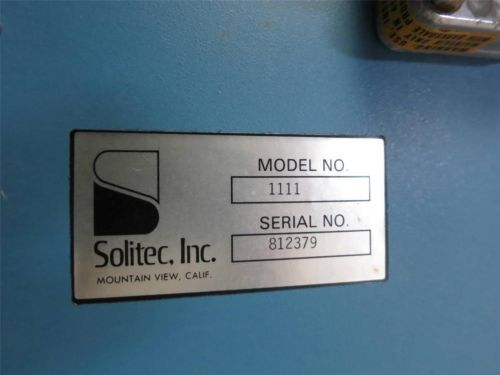 MODEL NO.
1111
SERIAL NO.
812379
Solitec, Inc.
MOUNTAIN VIEW, CALIF.